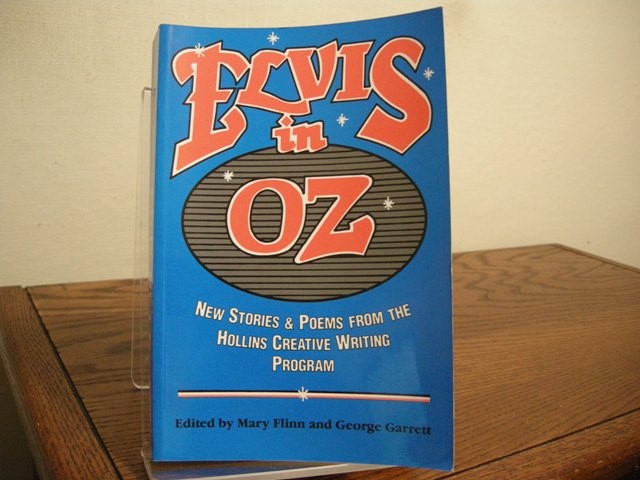 ELVIS
in
OZ
NEW STORIES & POEMS FROM THE
HOLLINS CREATIVE WRITING
PROGRAM
Edited by Mary Flinn and George Garrett